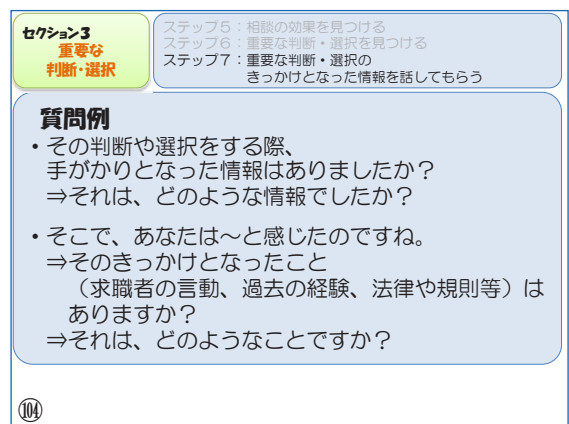 セクション3
重要な
判断・選択
ステップ5：相談の効果を見つける
ステップ6：重要な判断・選択を見つける
ステップ7：重要な判断・選択の
きっかけとなった情報を話してもらう
質問例
・その判断や選択をする際、
手がかりとなった情報はありましたか？
⇒それは、どのような情報でしたか？
・そこで、あなたは～と感じたのですね。
⇒そのきっかけとなったこと
（求職者の言動、過去の経験、法律や規則等）は
ありますか？
⇒それは、どのようなことですか？
104